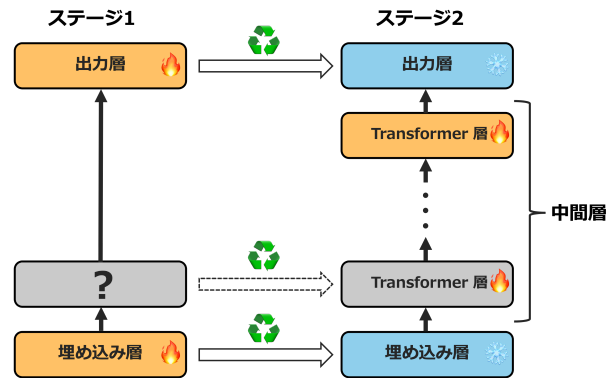 ステージ1
ステージ2
出力層
出力層
Transformer 層
中間層
?
Transformer 層
埋め込み層
埋め込み層